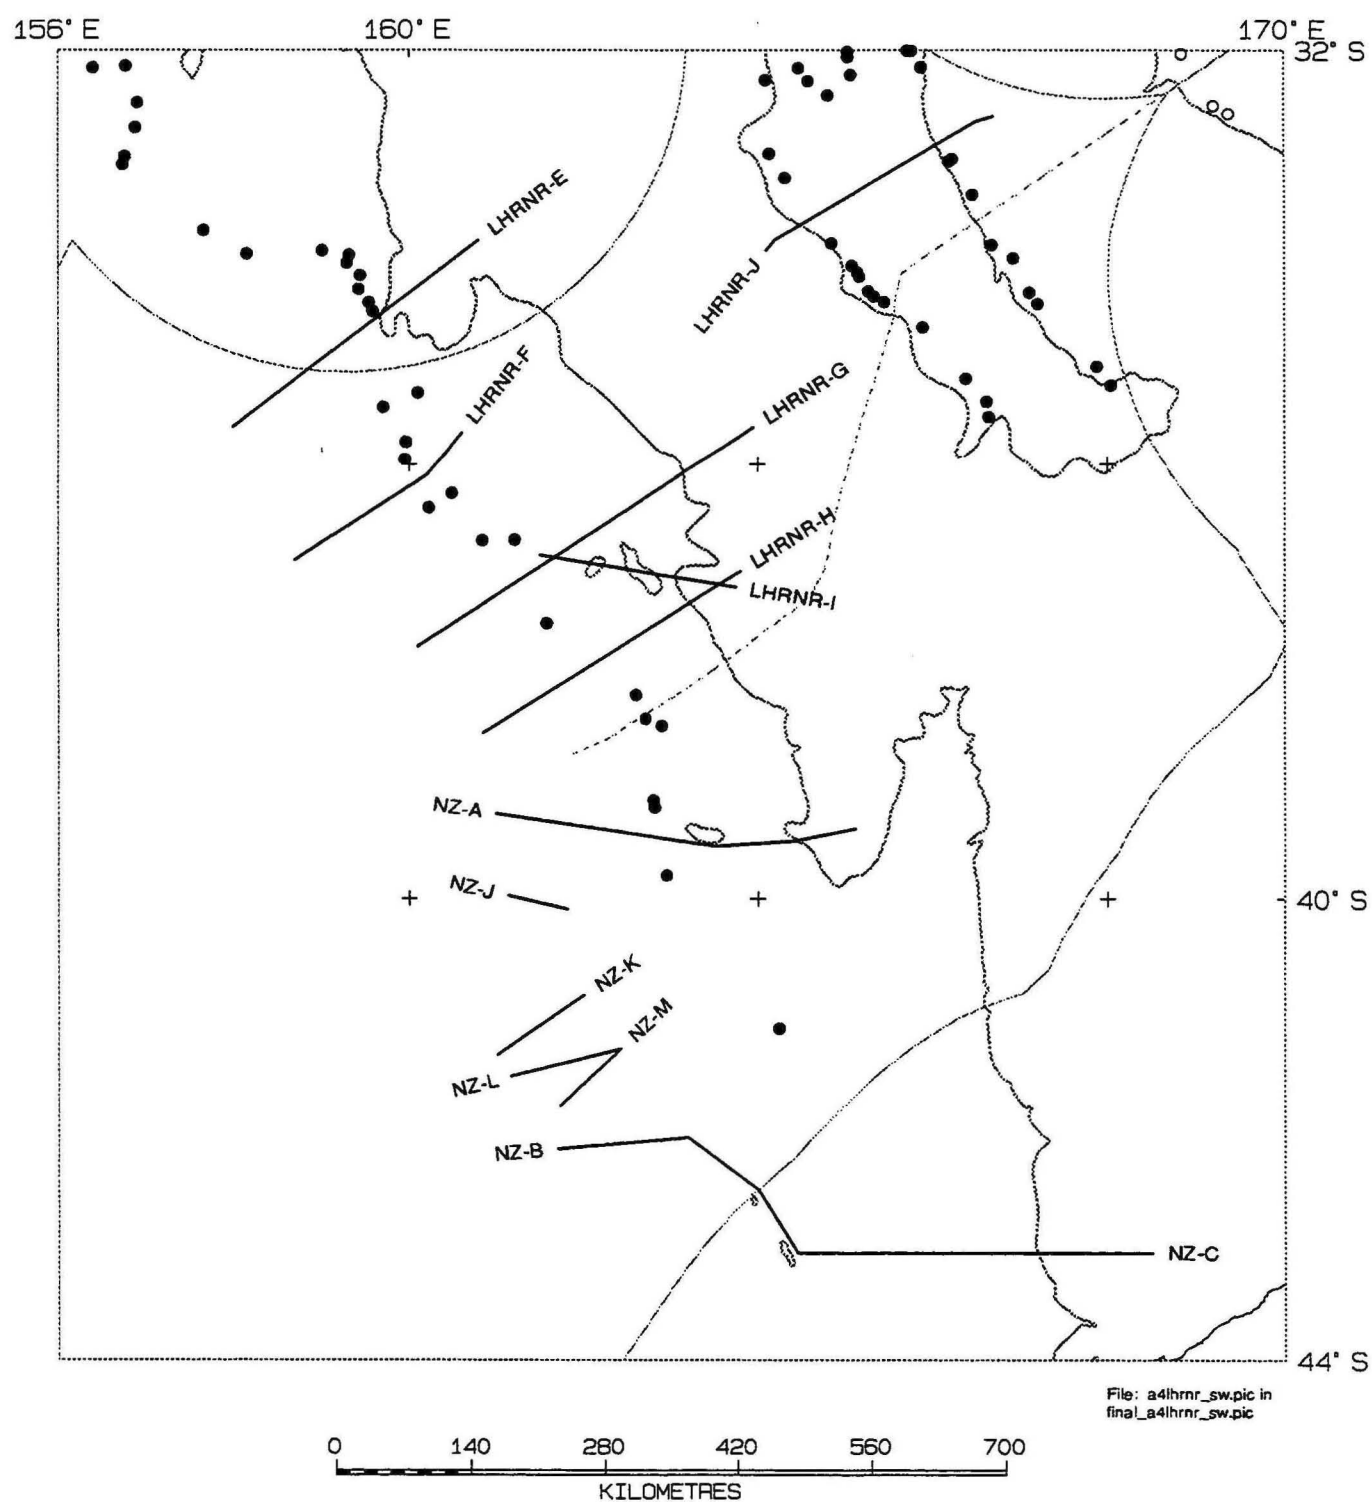 156° E
160° E
170° E
32° S
LHRNR-E
LHRNR-J
LHRNR-F
LHRNR-G
LHRNR-H
LHRNR-I
NZ-A
NZ-J
40° S
NZ-K
NZ-M
NZ-L
NZ-B
NZ-C
44° S
File: a4lhrnr_sw.pic in
final_a4lhrnr_sw.pic
0 140 280 420 560 700
KILOMETRES